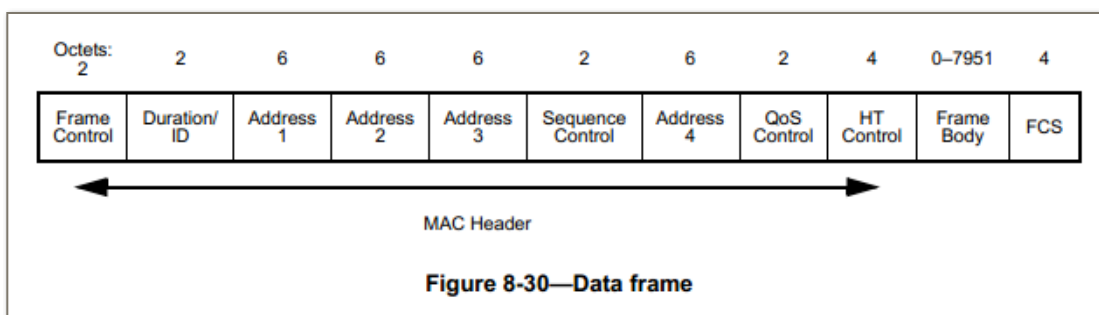 Octets:
2 2 6 6 6 2 6 2 4 0–7951 4
Frame Control Duration/ ID Address 1 Address 2 Address 3 Sequence Control Address 4 QoS Control HT Control Frame Body FCS
MAC Header
Figure 8-30—Data frame